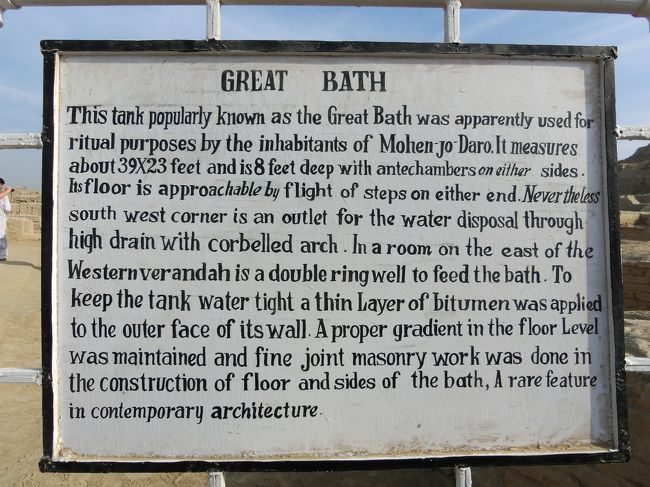 GREAT BATH
This tank popularly known as the Great Bath was apparently used for
ritual purposes by the inhabitants of Mohen-jo-Daro. It measures
about 39X23 feet and is 8 feet deep with antechambers on either sides.
Its floor is approachable by flight of steps on either end. Never the less
south west corner is an outlet for the water disposal through
high drain with corbelled arch. In a room on the east of the
Western verandah is a double ring well to feed the bath. To
keep the tank water tight a thin Layer of bitumen was applied
to the outer face of its wall. A proper gradient in the floor Level
was maintained and fine joint masonry work was done in
the construction of floor and sides of the bath, A rare feature
in contemporary architecture.